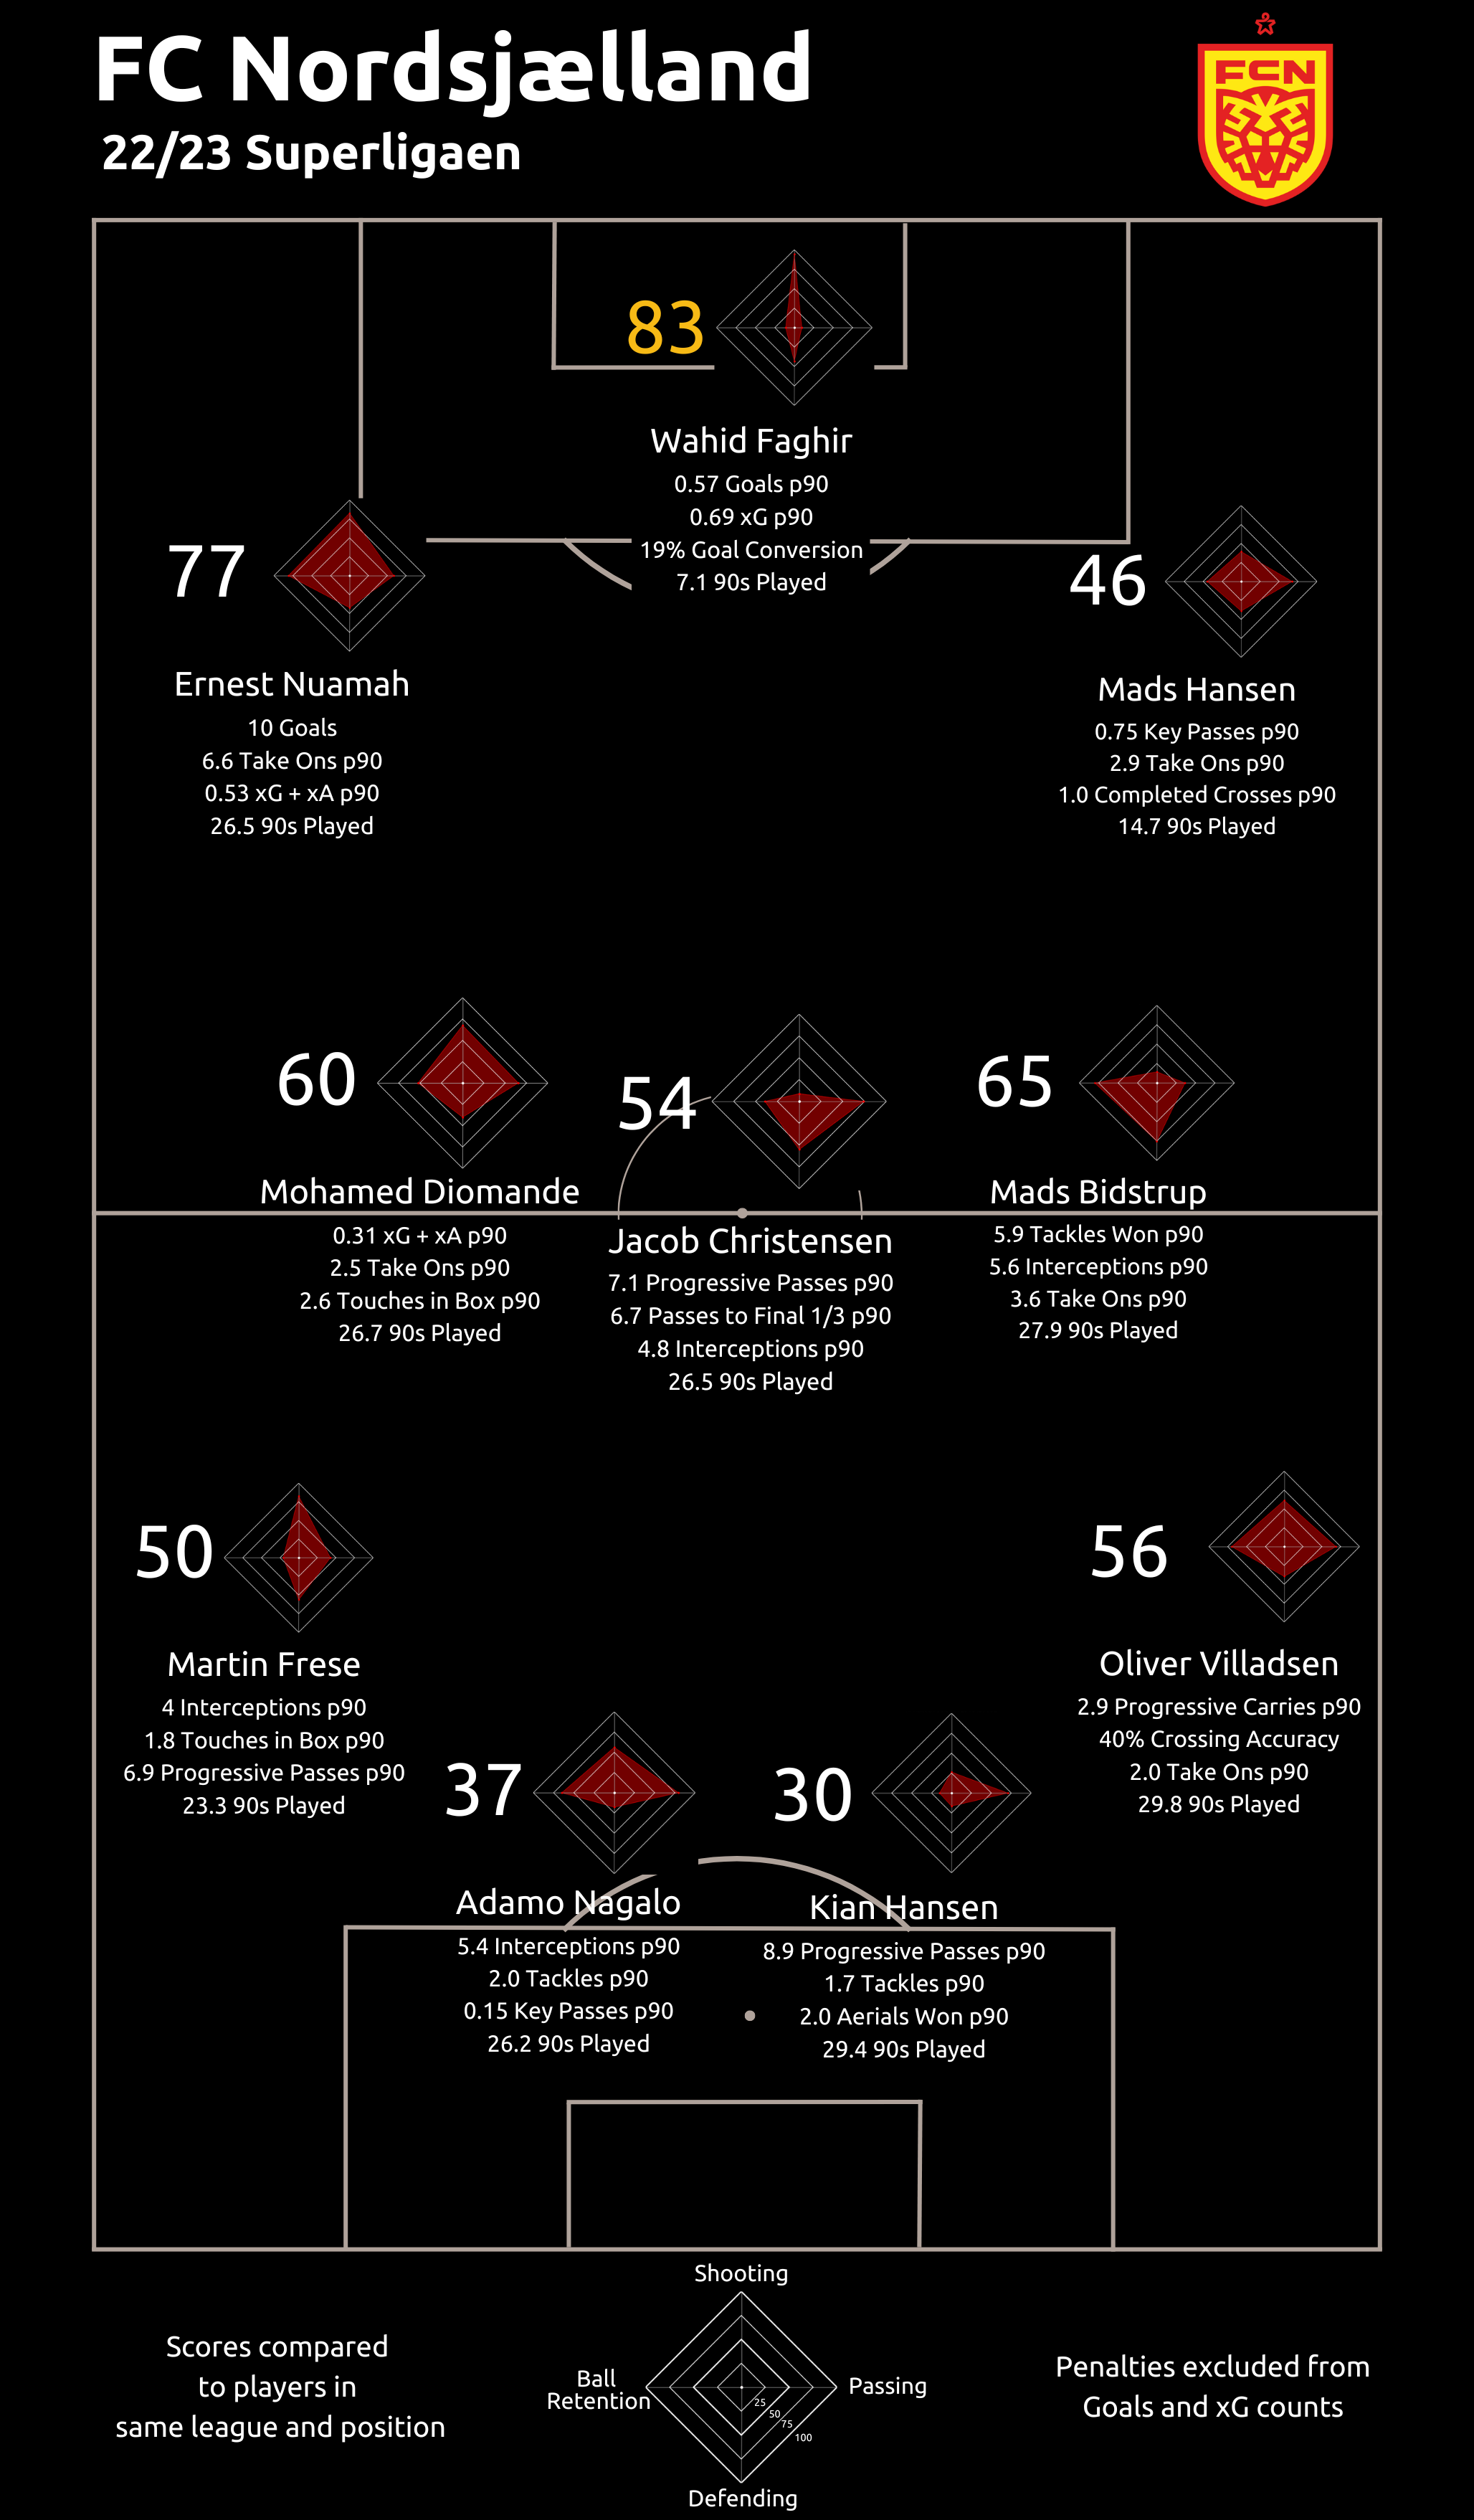 FC Nordsjælland
22/23 Superligaen
FCN
83
Wahid Faghir
0.57 Goals p90
0.69 xG p90
19% Goal Conversion
7.1 90s Played
77
Ernest Nuamah
10 Goals
6.6 Take Ons p90
0.53 xG + xA p90
26.5 90s Played
46
Mads Hansen
0.75 Key Passes p90
2.9 Take Ons p90
1.0 Completed Crosses p90
14.7 90s Played
60
Mohamed Diomande
0.31 xG + xA p90
2.5 Take Ons p90
2.6 Touches in Box p90
26.7 90s Played
54
Jacob Christensen
7.1 Progressive Passes p90
6.7 Passes to Final 1/3 p90
4.8 Interceptions p90
26.5 90s Played
65
Mads Bidstrup
5.9 Tackles Won p90
5.6 Interceptions p90
3.6 Take Ons p90
27.9 90s Played
50
Martin Frese
4 Interceptions p90
1.8 Touches in Box p90
6.9 Progressive Passes p90
23.3 90s Played
56
Oliver Villadsen
2.9 Progressive Carries p90
40% Crossing Accuracy
2.0 Take Ons p90
29.8 90s Played
37
Adamo Nagalo
5.4 Interceptions p90
2.0 Tackles p90
0.15 Key Passes p90
26.2 90s Played
30
Kian Hansen
8.9 Progressive Passes p90
1.7 Tackles p90
2.0 Aerials Won p90
29.4 90s Played
Scores compared
to players in
same league and position
Shooting
Ball
Retention
Passing
25
50
75
100
Defending
Penalties excluded from
Goals and xG counts